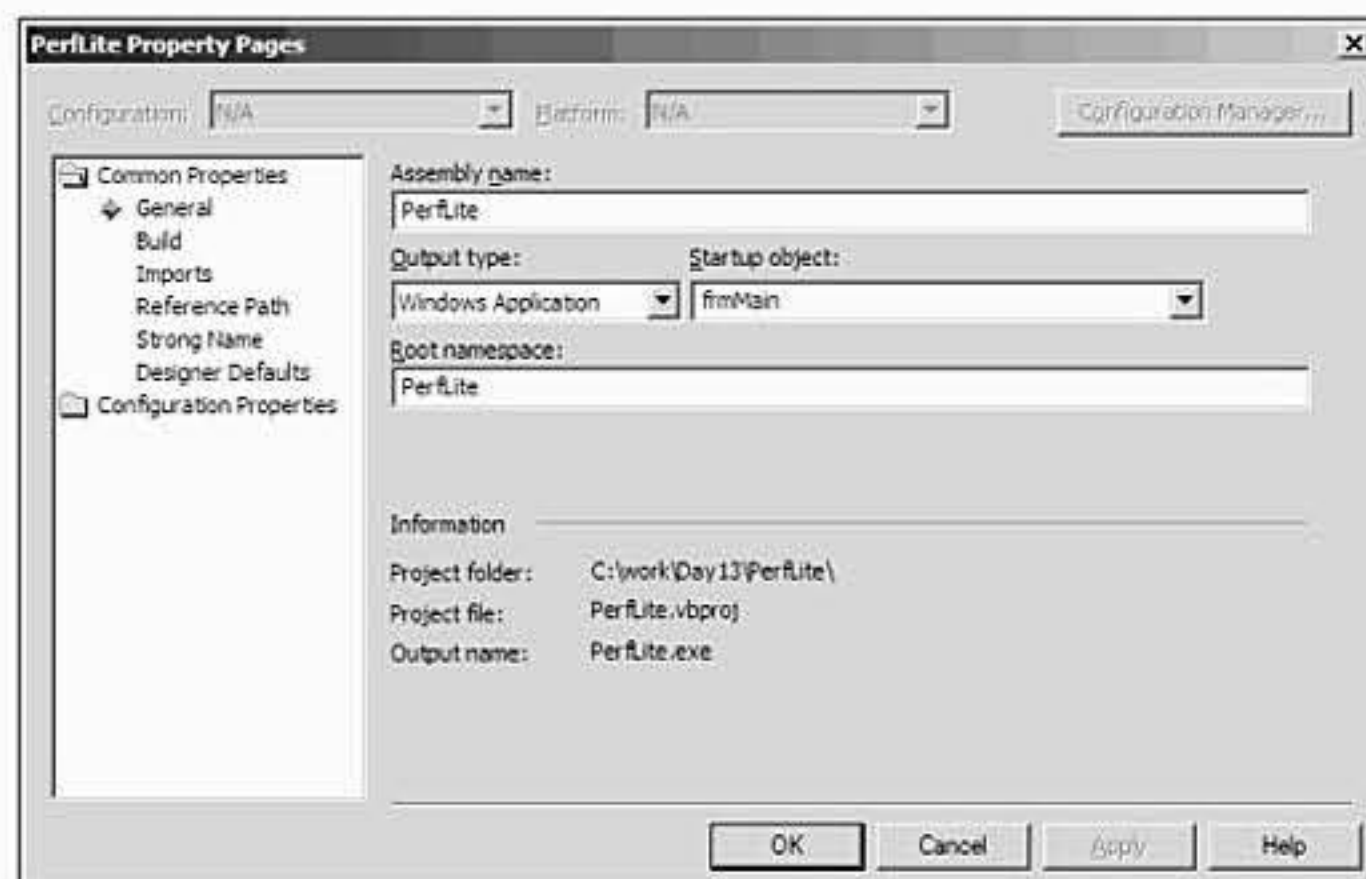 PerfLite Property Pages
Configuration: N/A Platform: N/A Configuration Manager...
Common Properties
General
Build
Imports
Reference Path
Strong Name
Designer Defaults
Configuration Properties
Assembly name:
PerfLite
Output type: Startup object:
Windows Application frmMain
Root namespace:
PerfLite
Information
Project folder: C:\work\Day13\PerfLite\
Project file: PerfLite.vbproj
Output name: PerfLite.exe
OK Cancel Apply Help